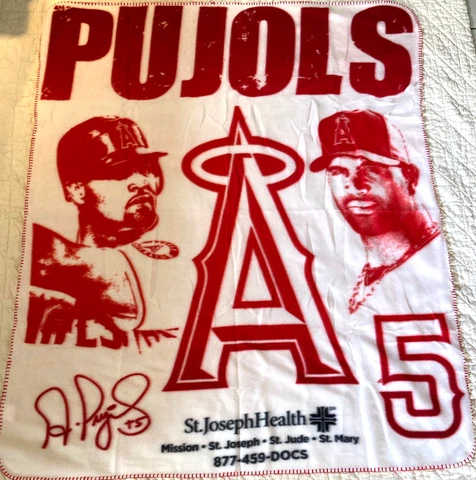 PUJOLS
A
A
A
5
St.JosephHealth
Mission • St. Joseph • St. Jude • St. Mary
877-459-DOCS